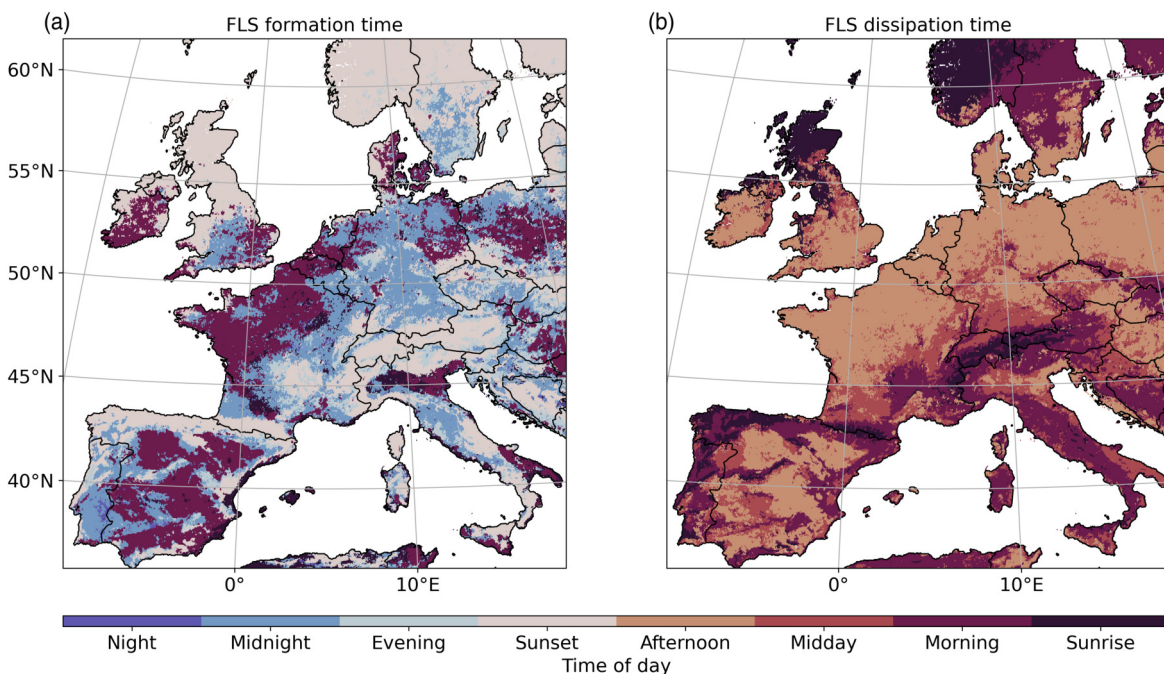 (a) FLS formation time
(b) FLS dissipation time
60°N
55°N
50°N
45°N
40°N
0° 10°E
0° 10°E
Night Midnight Evening Sunset Afternoon Midday Morning Sunrise
Time of day